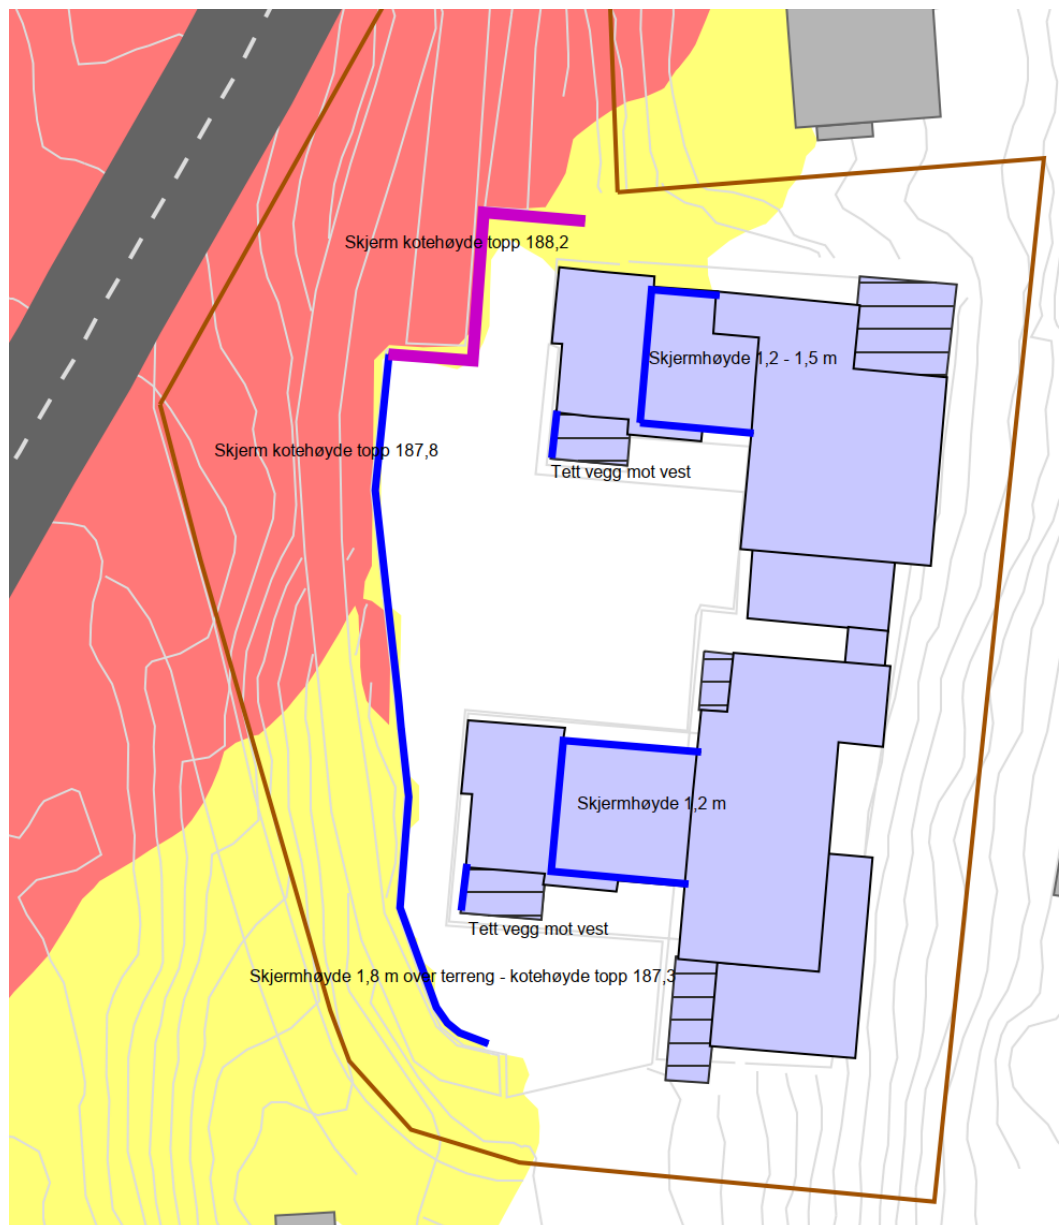 Skjerm kotehøyde topp 188,2
Skjermhøyde 1,2 - 1,5 m
Skjerm kotehøyde topp 187,8
Tett vegg mot vest
Skjermhøyde 1,2 m
Tett vegg mot vest
Skjermhøyde 1,8 m over terreng - kotehøyde topp 187,3